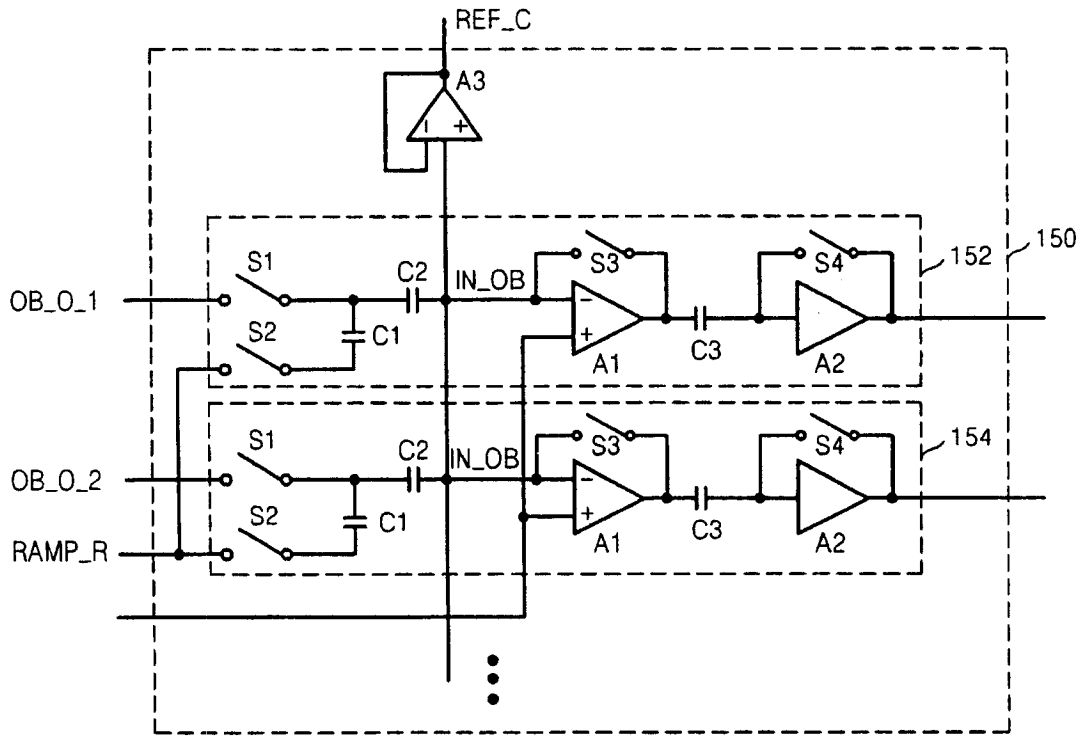 REF_C
A3
- +
150
152
S1
C2
IN_OB
S3
S4
OB_O_1
-
S2
C1
+
C3
A1
A2
154
S1
C2
IN_OB
S3
S4
OB_O_2
-
S2
C1
+
C3
RAMP_R
A1
A2